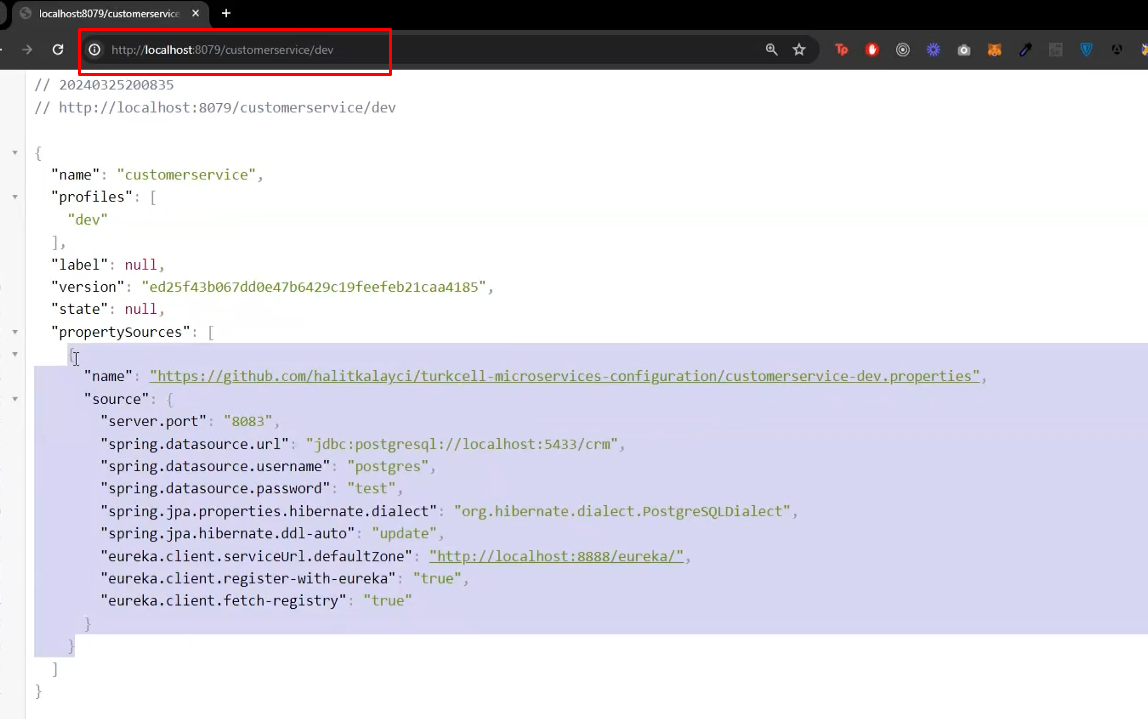 localhost:8079/customerservice
http://localhost:8079/customerservice/dev
Tp
// 20240325200835
// http://localhost:8079/customerservice/dev
{
"name": "customerservice",
"profiles": [
"dev"
],
"label": null,
"version": "ed25f43b067dd0e47b6429c19feefeb21caa4185",
"state": null,
"propertySources": [
{
"name": "https://github.com/halitkalayci/turkcell-microservices-configuration/customerservice-dev.properties",
"source": {
"server.port": "8083",
"spring.datasource.url": "jdbc:postgresql://localhost:5433/crm",
"spring.datasource.username": "postgres",
"spring.datasource.password": "test",
"spring.jpa.properties.hibernate.dialect": "org.hibernate.dialect.PostgreSQLDialect",
"spring.jpa.hibernate.ddl-auto": "update",
"eureka.client.serviceUrl.defaultZone": "http://localhost:8888/eureka/",
"eureka.client.register-with-eureka": "true",
"eureka.client.fetch-registry": "true"
}
}
]
}